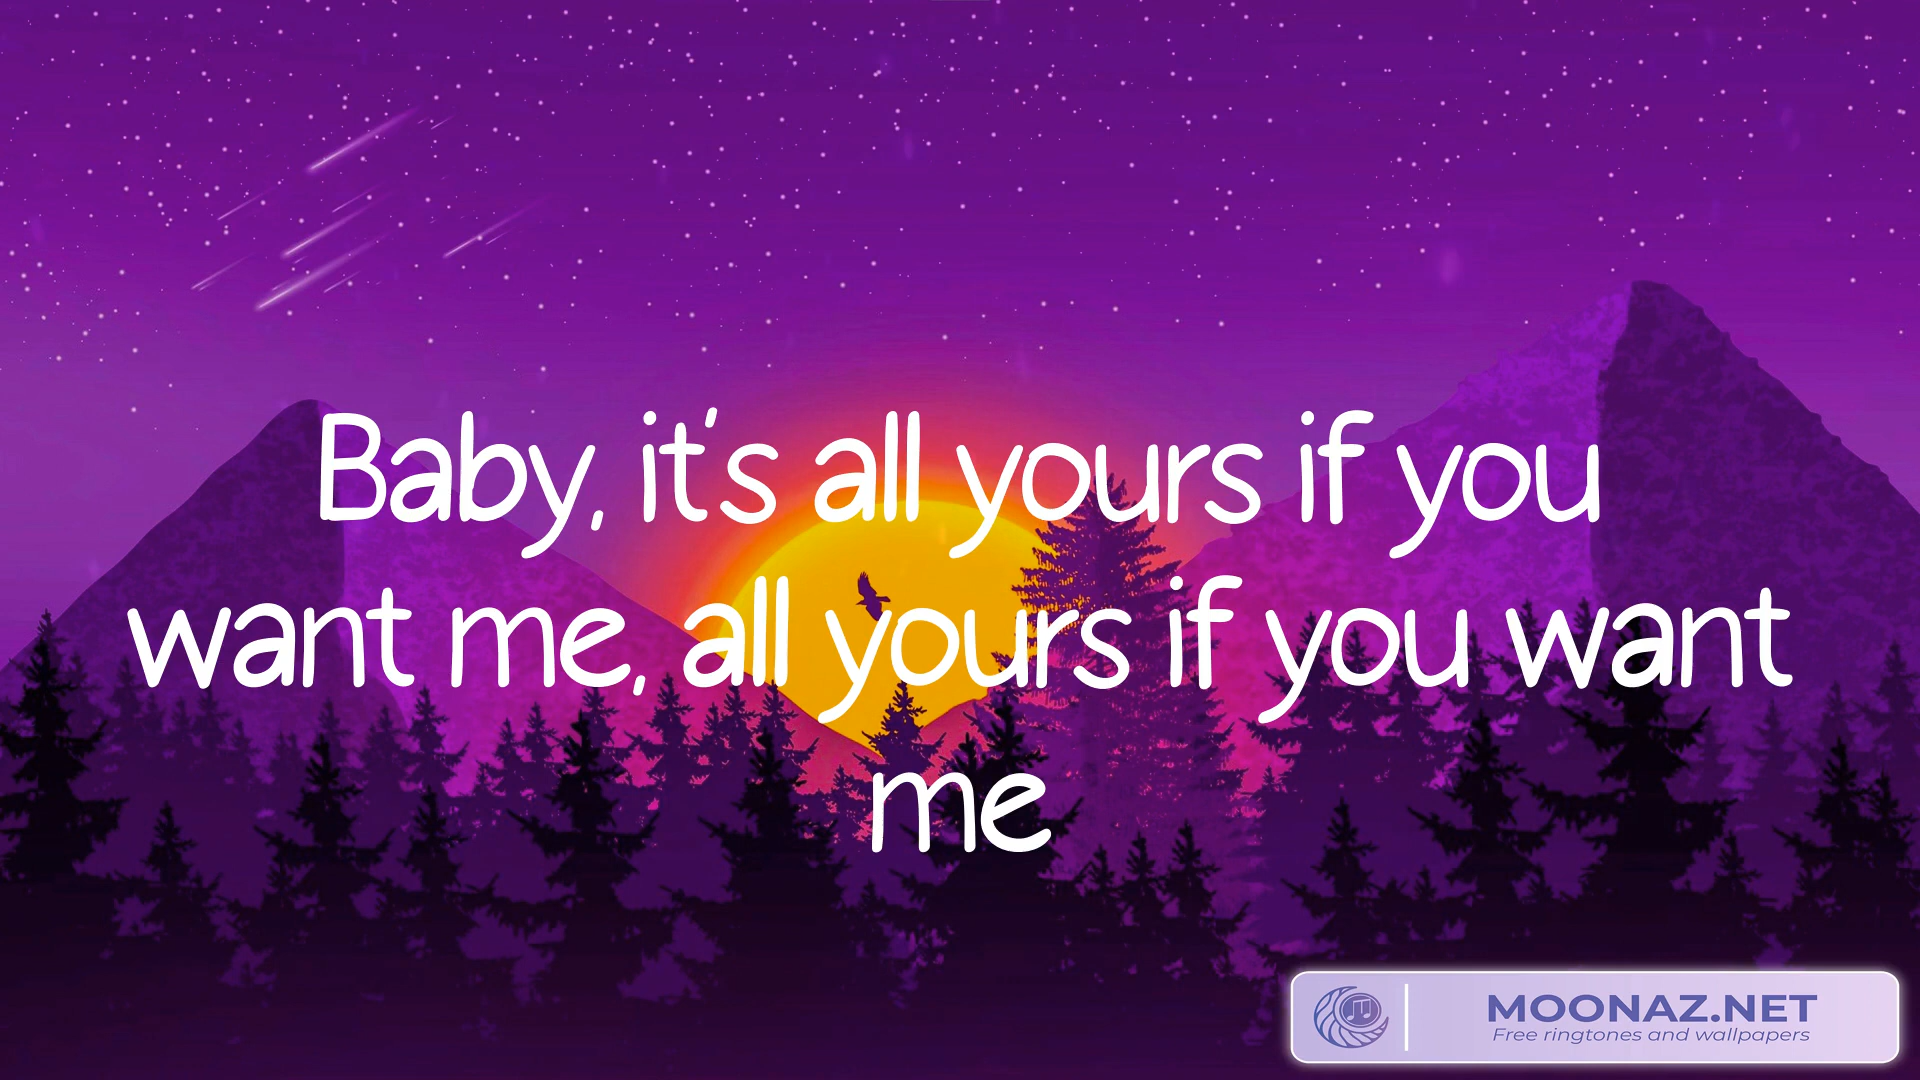 Baby, it's all yours if you
want me, all yours if you want
me
MOONAZ.NET
Free ringtones and wallpapers